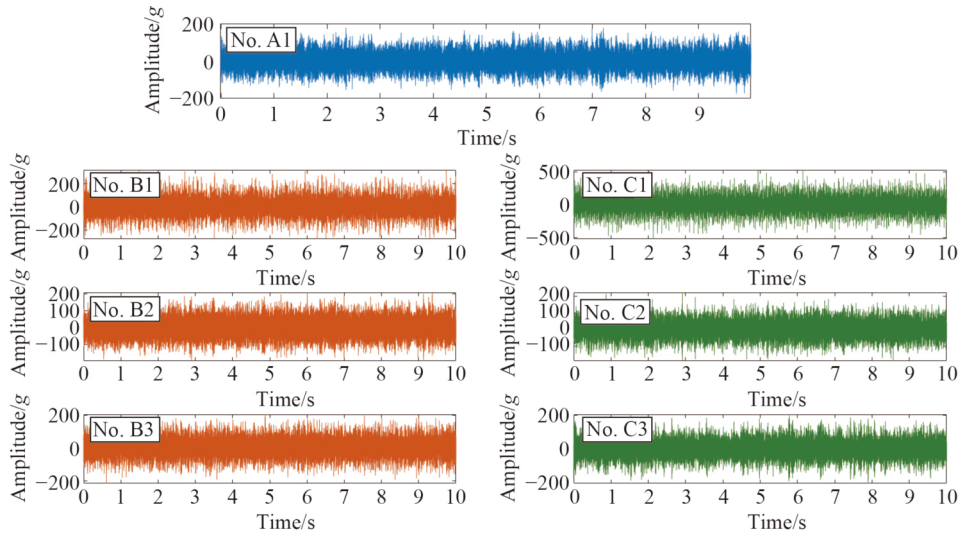 Amplitude/g
200
0
−200
No. A1
0 1 2 3 4 5 6 7 8 9
Time/s
Amplitude/g
200
0
−200
No. B1
0 1 2 3 4 5 6 7 8 9 10
Time/s
Amplitude/g
500
0
−500
No. C1
0 1 2 3 4 5 6 7 8 9 10
Time/s
Amplitude/g
200
100
0
−100
No. B2
0 1 2 3 4 5 6 7 8 9 10
Time/s
Amplitude/g
200
100
0
−100
No. C2
0 1 2 3 4 5 6 7 8 9 10
Time/s
Amplitude/g
200
0
−200
No. B3
0 1 2 3 4 5 6 7 8 9 10
Time/s
Amplitude/g
200
0
−200
No. C3
0 1 2 3 4 5 6 7 8 9 10
Time/s